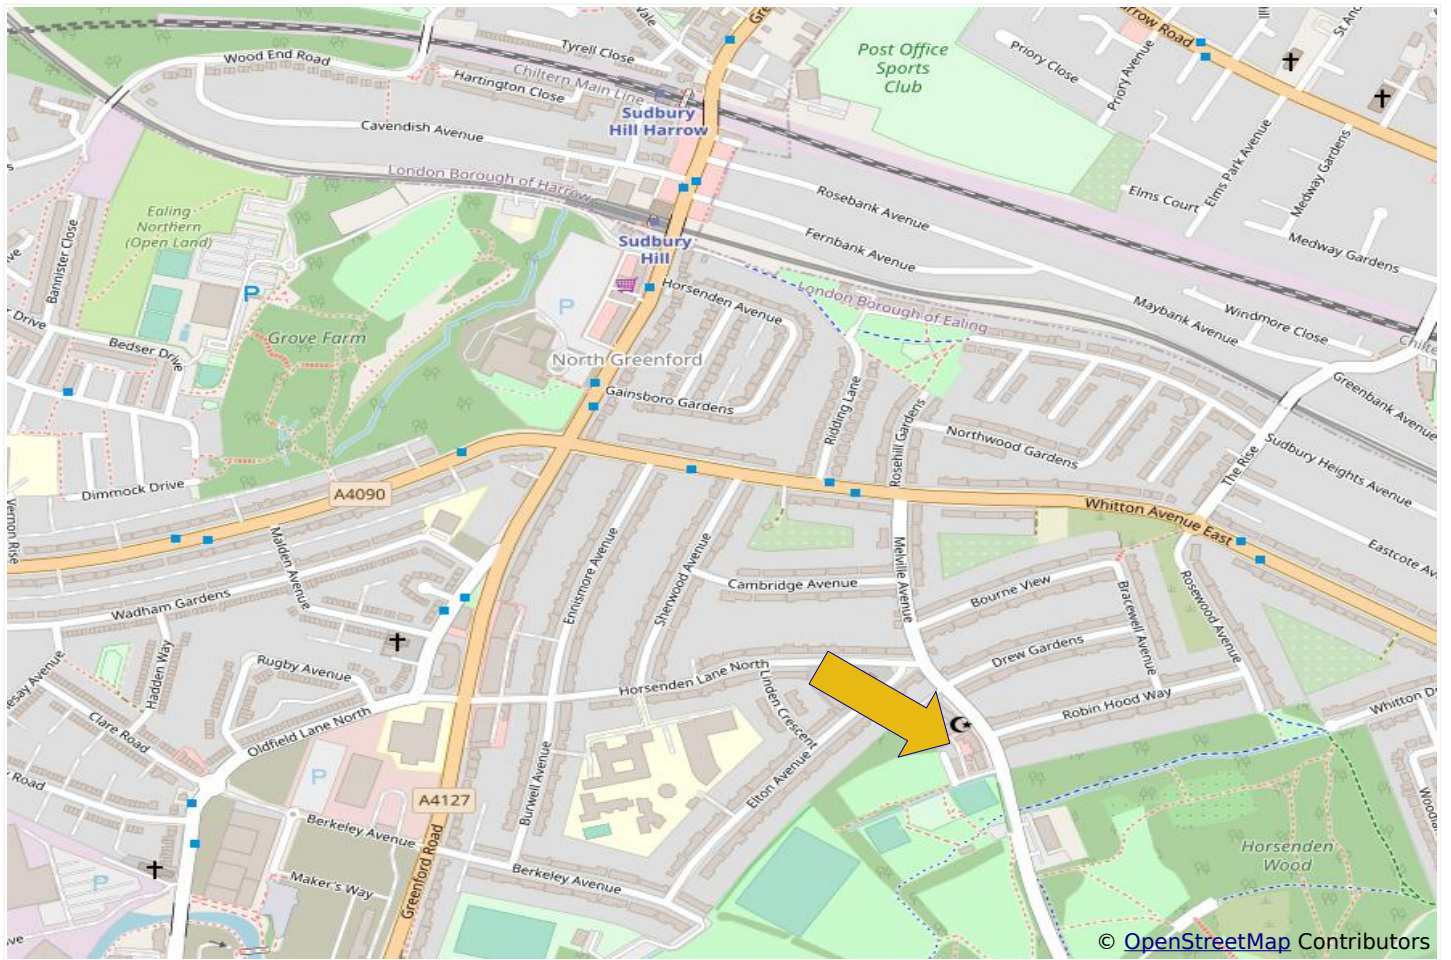 Wood End Road
Tyrell Close
Hartington Close
Chiltern Main Line
Cavendish Avenue
Sudbury
Hill Harrow
London Borough of Harrow
Post Office
Sports
Club
Priory Close
Priory Avenue
Elms Court
Elms Park Avenue
Medway Gardens
Medway Gardens
Rosebank Avenue
Fernbank Avenue
Maybank Avenue
Windmore Close
Ealing
Northern
(Open Land)
Bannister Close
P
Bedser Drive
Grove Farm
Sudbury
Hill
P
Horsenden Avenue
London Borough of Ealing
North Greenford
Gainsboro Gardens
Ridding Lane
Rosehill Gardens
Northwood Gardens
The Rise
Greenbank Avenue
Sudbury Heights Avenue
Dimmock Drive
A4090
Whitton Avenue East
Vernon Rise
Malden Avenue
Wadham Gardens
Ennismore Avenue
Sherwood Avenue
Cambridge Avenue
Melville Avenue
Bourne View
Bracewell Avenue
Rosewood Avenue
Hadden Way
Rugby Avenue
Clare Road
Oldfield Lane North
Horsenden Lane North
Linden Crescent
Drew Gardens
Robin Hood Way
P
A4127
Burwell Avenue
Elton Avenue
Berkeley Avenue
Greenford Road
Berkeley Avenue
Maker's Way
P
Horsenden
Wood
© OpenStreetMap Contributors